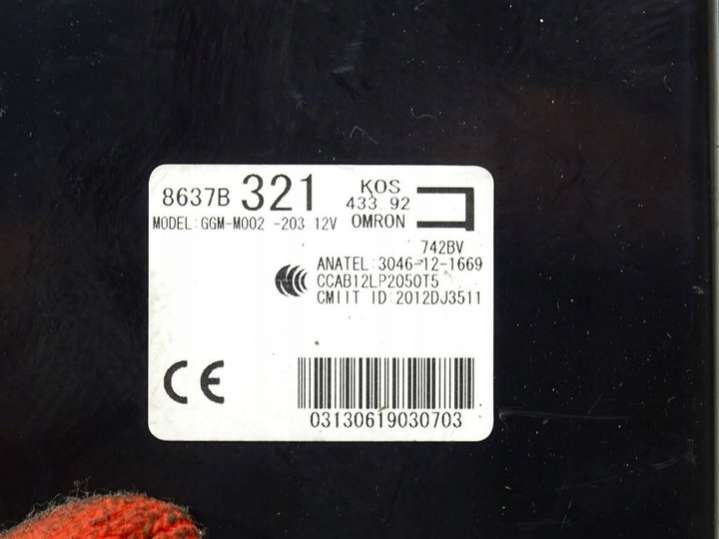 8637B 321 KOS
433.92
MODEL:GGM-M002 -203 12V OMRON
742BV
ANATEL:3046-12-1669
CCAB12LP2050T5
CMIIT ID:2012DJ3511
CE
03130619030703